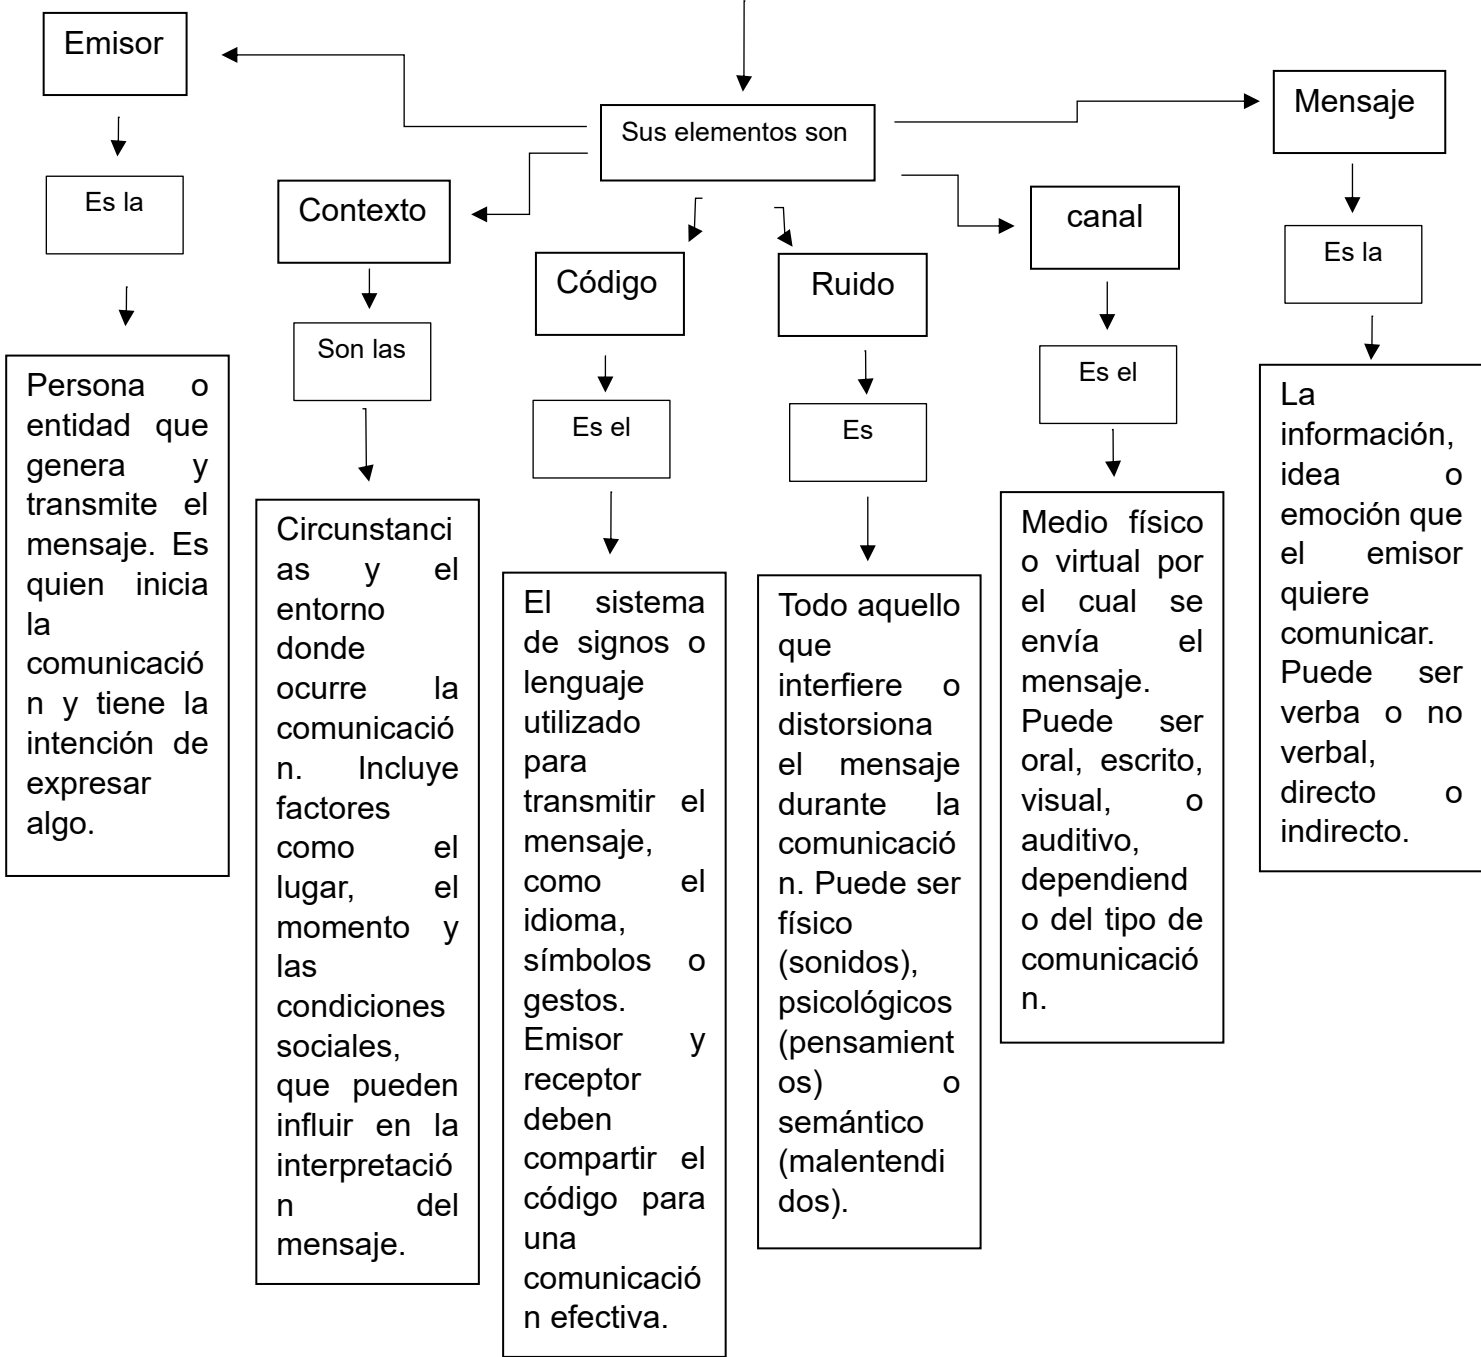 Emisor
Sus elementos son
Mensaje
Es la
Contexto
canal
Es la
Código
Ruido
Son las
Es el
Es el
Es
Persona o
entidad que
genera y
transmite el
mensaje. Es
quien inicia
la
comunicació
n y tiene la
intención de
expresar
algo.
Circunstanci
as y el
entorno
donde
ocurre la
comunicació
n. Incluye
factores
como el
lugar, el
momento y
las
condiciones
sociales,
que pueden
influir en la
interpretació
n del
mensaje.
El sistema
de signos o
lenguaje
utilizado
para
transmitir el
mensaje,
como el
idioma,
símbolos o
gestos.
Emisor y
receptor
deben
compartir el
código para
una
comunicació
n efectiva.
Todo aquello
que
interfiere o
distorsiona
el mensaje
durante la
comunicació
n. Puede ser
físico
(sonidos),
psicológicos
(pensamient
os) o
semántico
(malentendi
dos).
Medio físico
o virtual por
el cual se
envía el
mensaje.
Puede ser
oral, escrito,
visual, o
auditivo,
dependiend
o del tipo de
comunicació
n.
La
información,
idea o
emoción que
el emisor
quiere
comunicar.
Puede ser
verba o no
verbal,
directo o
indirecto.